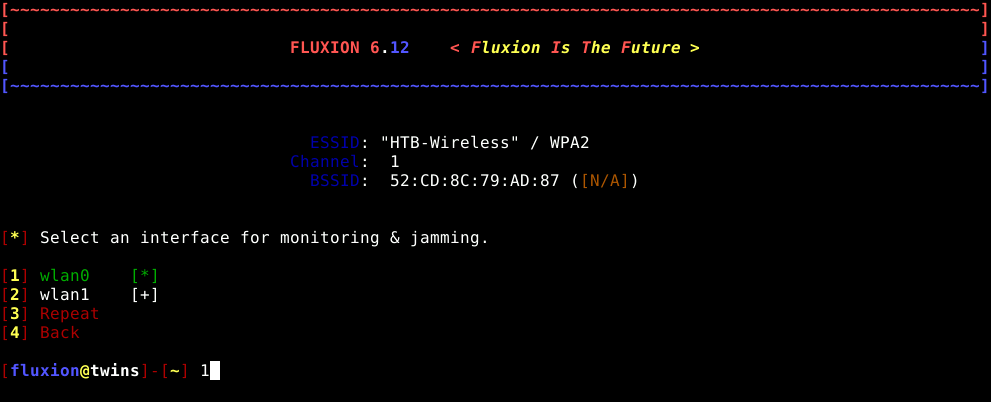 [~~~~~~~~~~~~~~~~~~~~~~~~~~~~~~~~~~~~~~~~~~~~~~~~~~~~~~~~~~~~~~~~~~~~~~~~~~~~~~~~~~~~~~~~~~~~~~~~~]
[ ]
[ FLUXION 6.12 < Fluxion Is The Future > ]
[ ]
[~~~~~~~~~~~~~~~~~~~~~~~~~~~~~~~~~~~~~~~~~~~~~~~~~~~~~~~~~~~~~~~~~~~~~~~~~~~~~~~~~~~~~~~~~~~~~~~~~]
ESSID: "HTB-Wireless" / WPA2
Channel: 1
BSSID: 52:CD:8C:79:AD:87 ([N/A])
[*] Select an interface for monitoring & jamming.
[1] wlan0 [*]
[2] wlan1 [+]
[3] Repeat
[4] Back
[fluxion@twins]-[~] 1